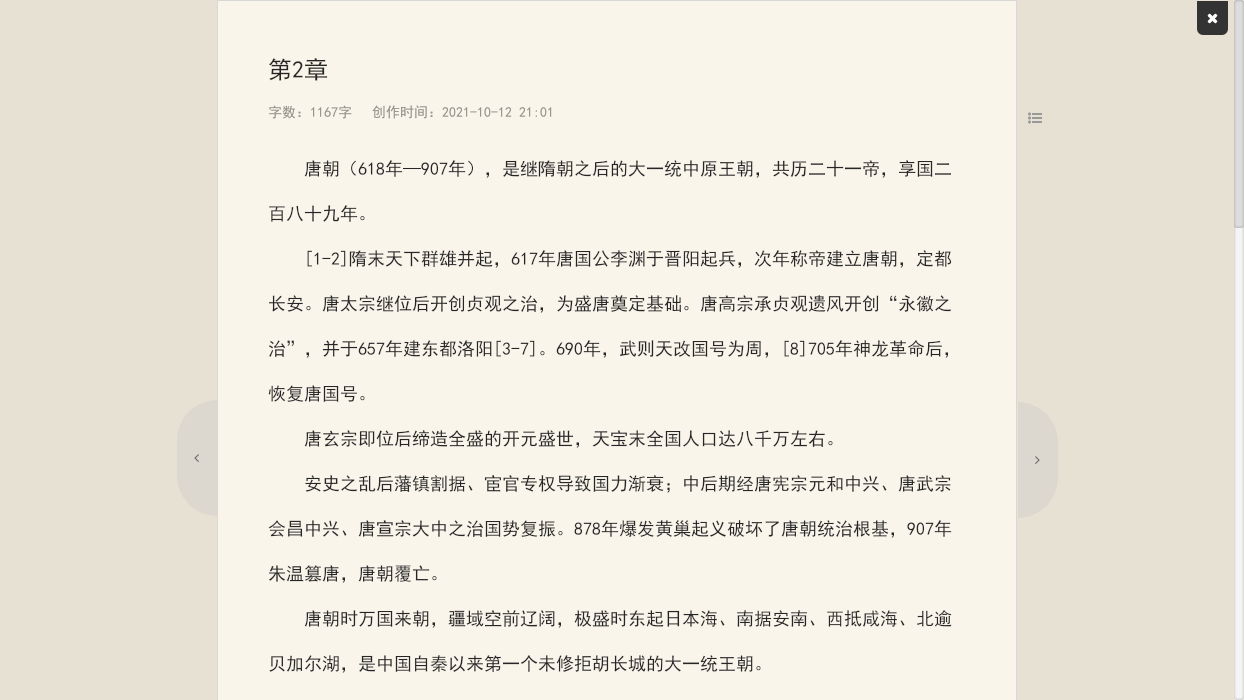 第2章
字数：1167字 创作时间：2021-10-12 21:01
唐朝（618年—907年），是继隋朝之后的大一统中原王朝，共历二十一帝，享国二
百八十九年。
[1-2]隋末天下群雄并起，617年唐国公李渊于晋阳起兵，次年称帝建立唐朝，定都
长安。唐太宗继位后开创贞观之治，为盛唐奠定基础。唐高宗承贞观遗风开创“永徽之
治”，并于657年建东都洛阳[3-7]。690年，武则天改国号为周，[8]705年神龙革命后，
恢复唐国号。
唐玄宗即位后缔造全盛的开元盛世，天宝末全国人口达八千万左右。
安史之乱后藩镇割据、宦官专权导致国力渐衰；中后期经唐宪宗元和中兴、唐武宗
会昌中兴、唐宣宗大中之治国势复振。878年爆发黄巢起义破坏了唐朝统治根基，907年
朱温篡唐，唐朝覆亡。
唐朝时万国来朝，疆域空前辽阔，极盛时东起日本海、南据安南、西抵咸海、北逾
贝加尔湖，是中国自秦以来第一个未修拒胡长城的大一统王朝。